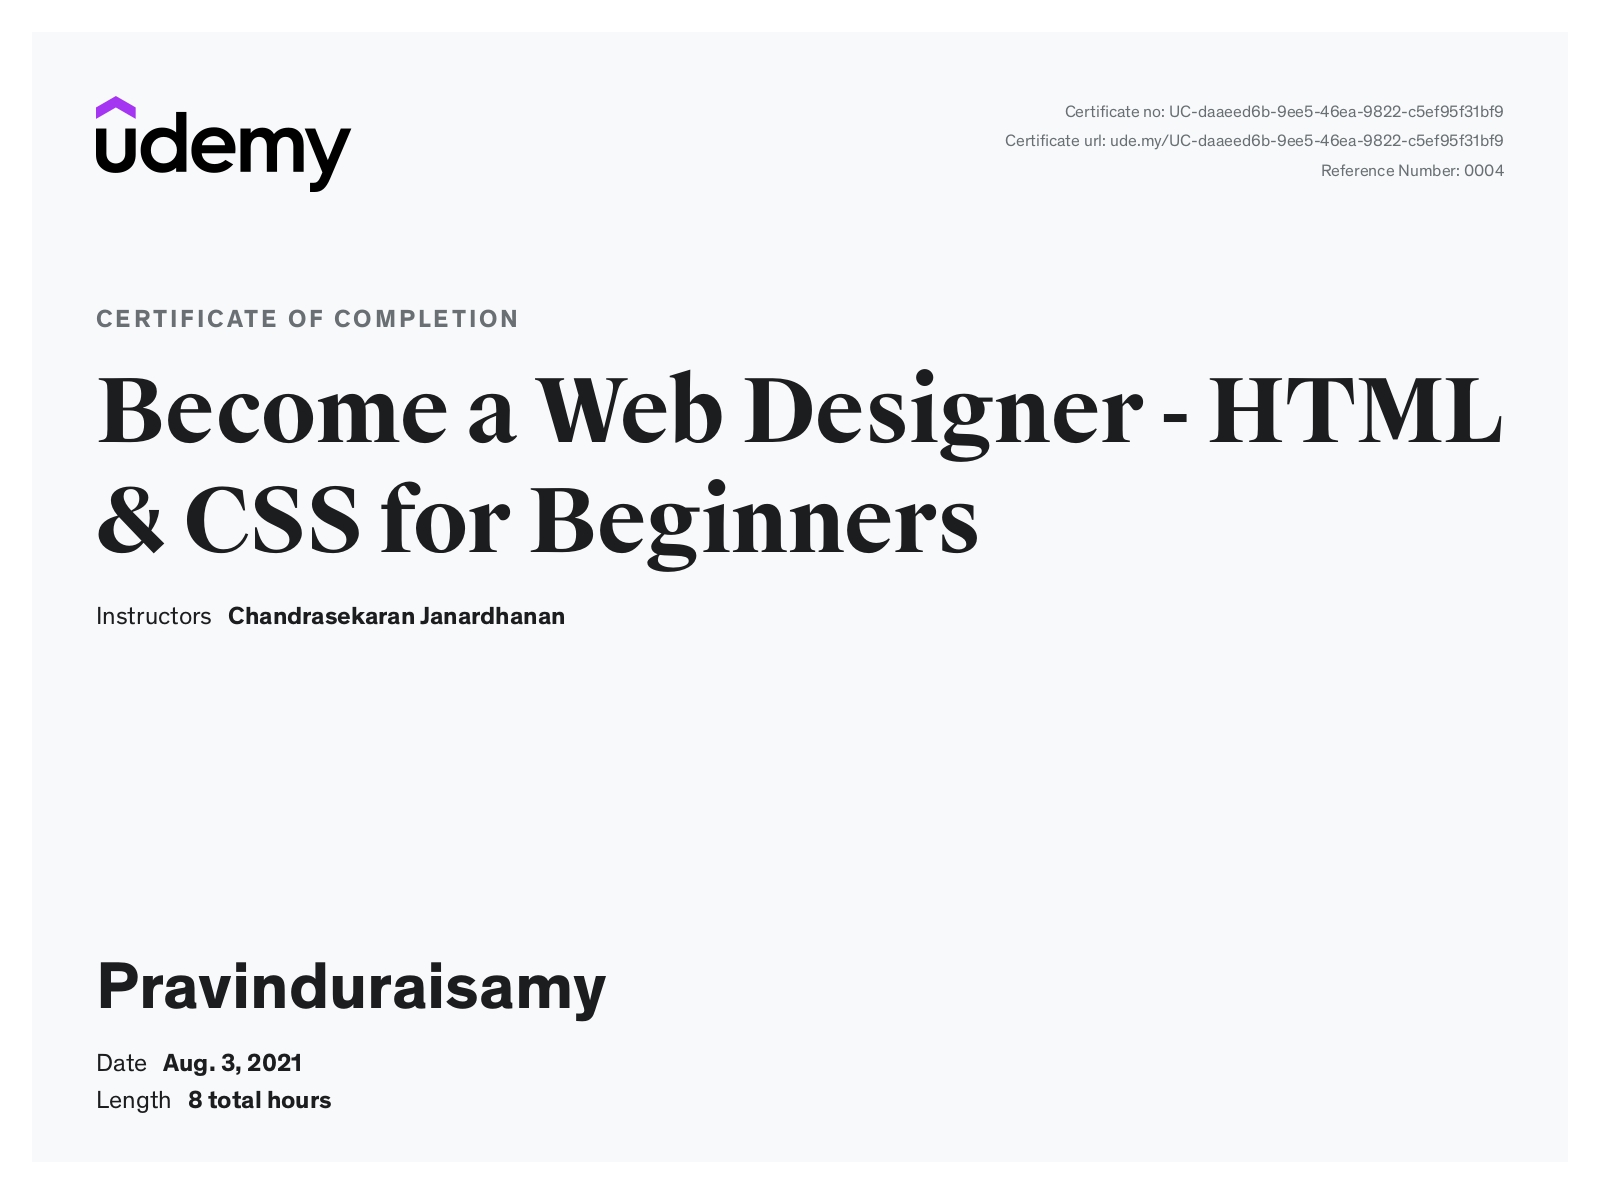 udemy
Certificate no: UC-daaeed6b-9ee5-46ea-9822-c5ef95f31bf9
Certificate url: ude.my/UC-daaeed6b-9ee5-46ea-9822-c5ef95f31bf9
Reference Number: 0004
CERTIFICATE OF COMPLETION
Become a Web Designer - HTML
& CSS for Beginners
Instructors Chandrasekaran Janardhanan
Pravinduraisamy
Date Aug. 3, 2021
Length 8 total hours